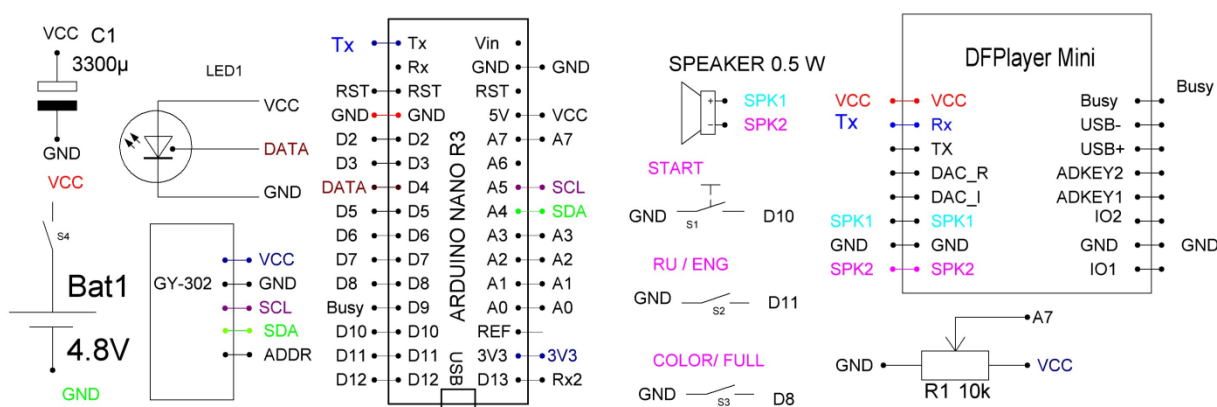 VCC C1
3300µ
GND
LED1
VCC
DATA
GND
VCC
S4
Bat1
4.8V
GND
GY-302
VCC
GND
SCL
SDA
ADDR
Tx Tx Vin
Rx GND GND
RST RST RST
GND GND 5V VCC
D2 D2 A7 A7
D3 D3 A6
DATA D4 A5 SCL
D5 D5 A4 SDA
D6 D6 A3 A3
D7 D7 A2 A2
D8 D8 A1 A1
Busy D9 A0 A0
D10 D10 REF
D11 D11 3V3 3V3
D12 D12 D13 Rx2
ARDUINO NANO R3
USB
SPEAKER 0.5 W
+ SPK1
- SPK2
START
GND S1 D10
RU / ENG
GND S2 D11
COLOR/ FULL
GND S3 D8
DFPlayer Mini
VCC VCC Busy Busy
Tx Rx USB-
TX USB+
DAC_R ADKEY2
DAC_I ADKEY1
SPK1 SPK1 IO2
GND GND GND GND
SPK2 SPK2 IO1
A7
GND VCC
R1 10k